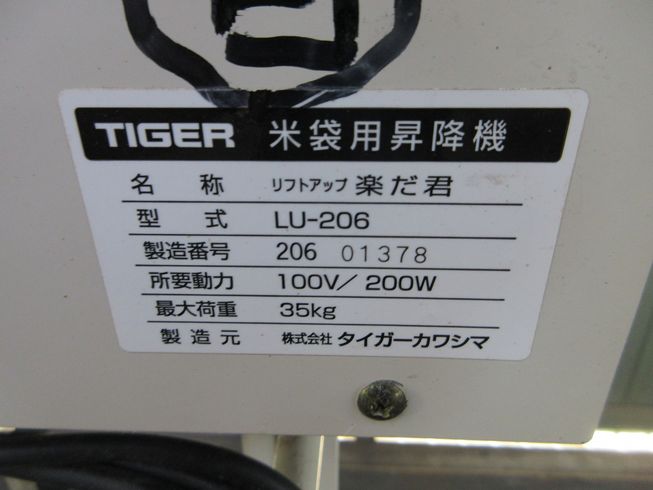 TIGER 米袋用昇降機
名称 リフトアップ 楽だ君
型式 LU-206
製造番号 206 01378
所要動力 100V/200W
最大荷重 35kg
製造元 株式会社 タイガーカワシマ